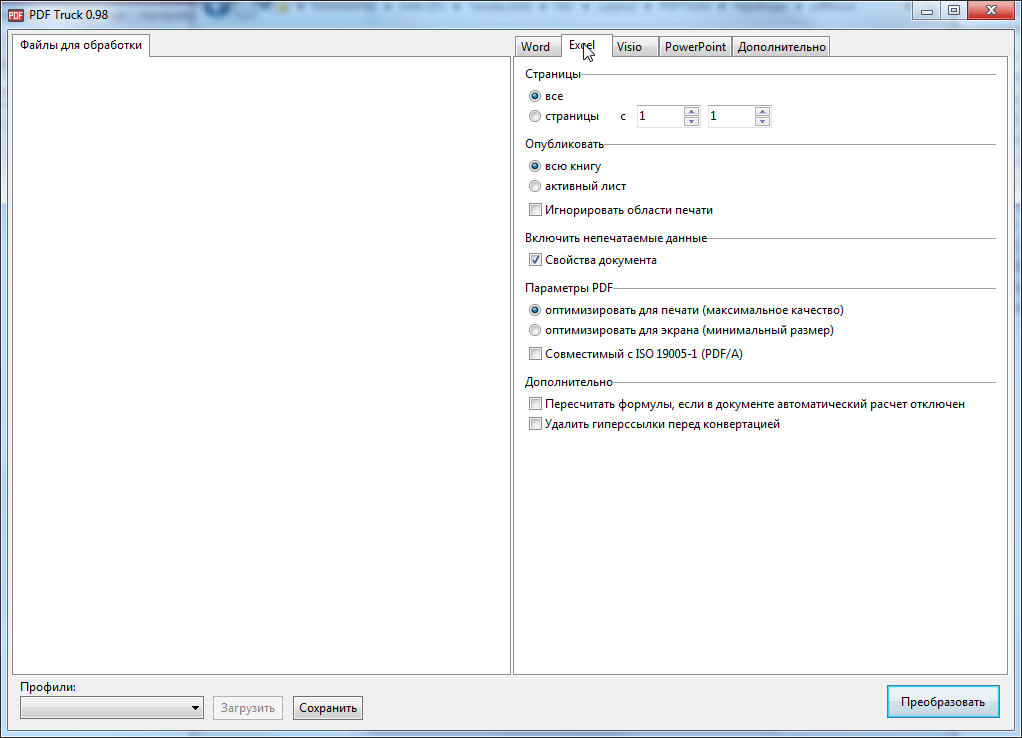 PDF PDF Truck 0.98
Файлы для обработки
Word Excel Visio PowerPoint Дополнительно
Страницы
все
страницы с 1 1
Опубликовать
всю книгу
активный лист
Игнорировать области печати
Включить непечатаемые данные
Свойства документа
Параметры PDF
оптимизировать для печати (максимальное качество)
оптимизировать для экрана (минимальный размер)
Совместимый с ISO 19005-1 (PDF/A)
Дополнительно
Пересчитать формулы, если в документе автоматический расчет отключен
Удалить гиперссылки перед конвертацией
Профили:
Загрузить Сохранить
Преобразовать